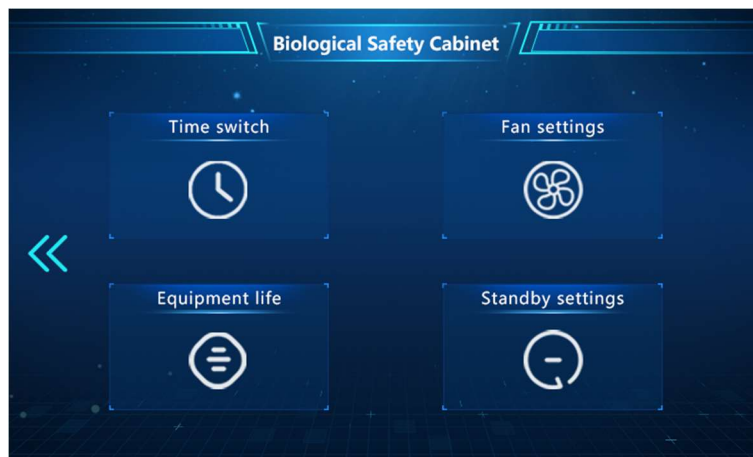 Biological Safety Cabinet
Time switch
Fan settings
Equipment life
Standby settings